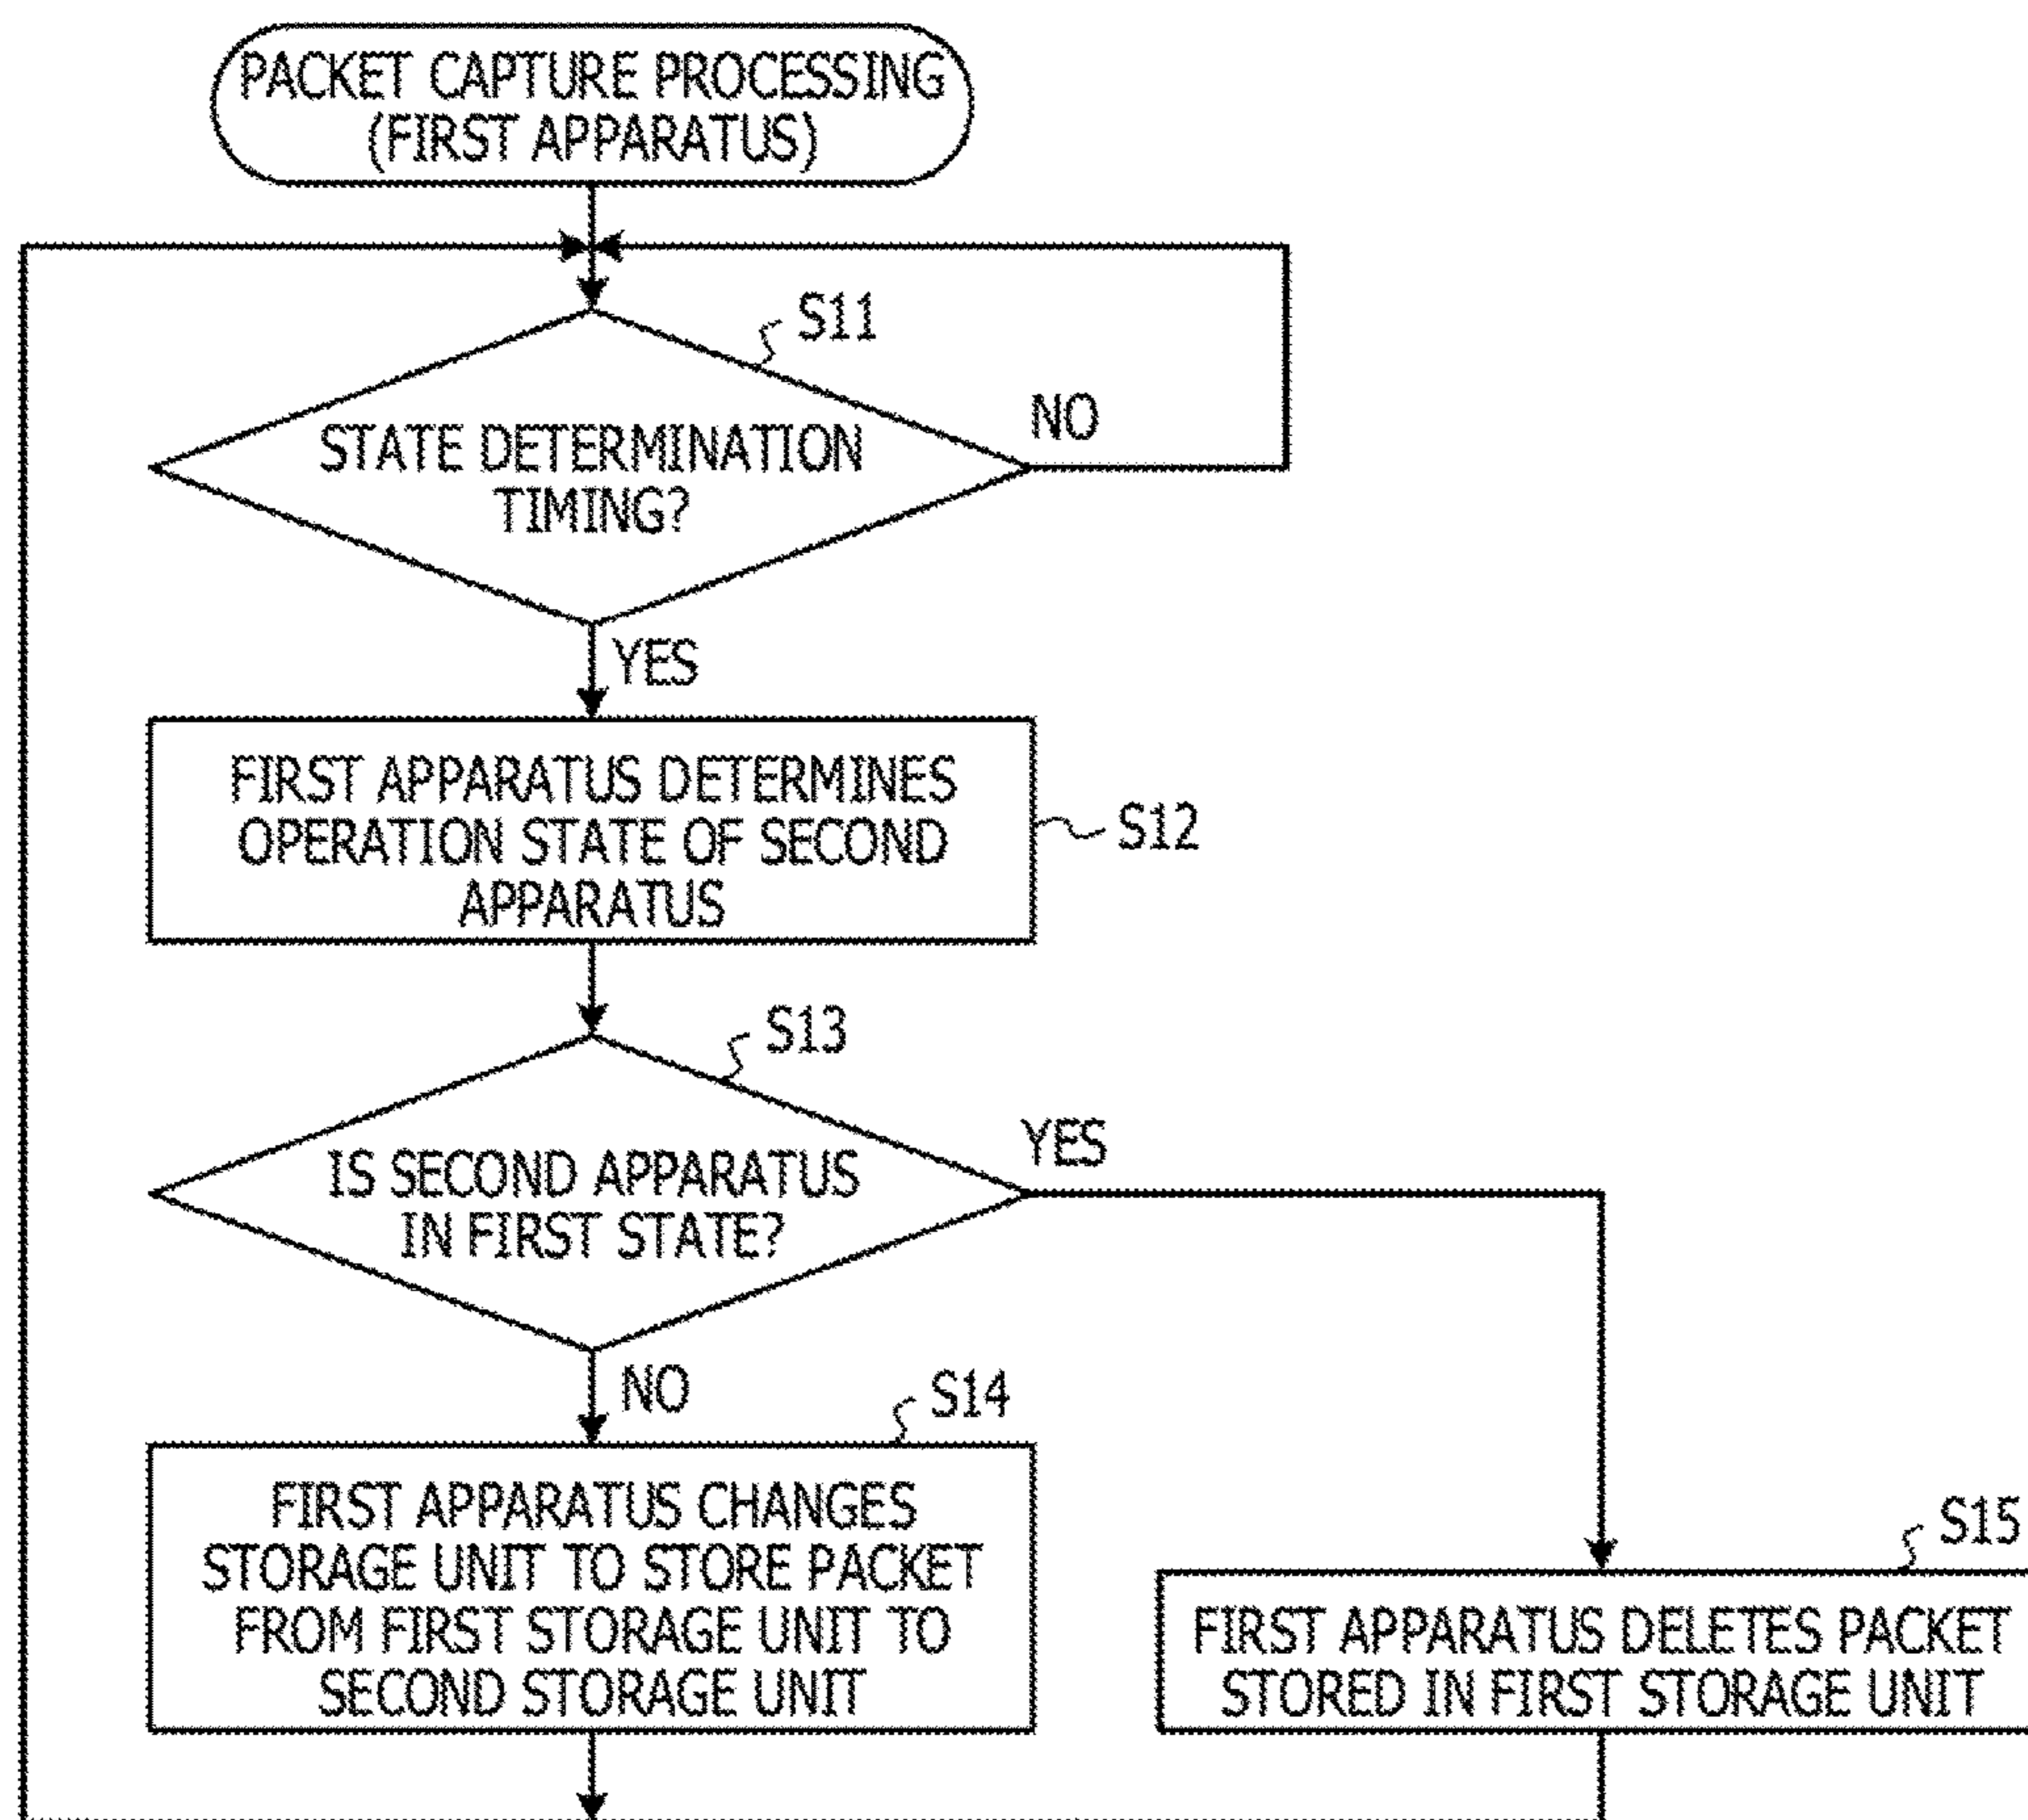 PACKET CAPTURE PROCESSING
(FIRST APPARATUS)
S11
STATE DETERMINATION
TIMING?
NO
YES
FIRST APPARATUS DETERMINES
OPERATION STATE OF SECOND
APPARATUS
S12
S13
IS SECOND APPARATUS
IN FIRST STATE?
YES
NO
S14
FIRST APPARATUS CHANGES
STORAGE UNIT TO STORE PACKET
FROM FIRST STORAGE UNIT TO
SECOND STORAGE UNIT
S15
FIRST APPARATUS DELETES PACKET
STORED IN FIRST STORAGE UNIT